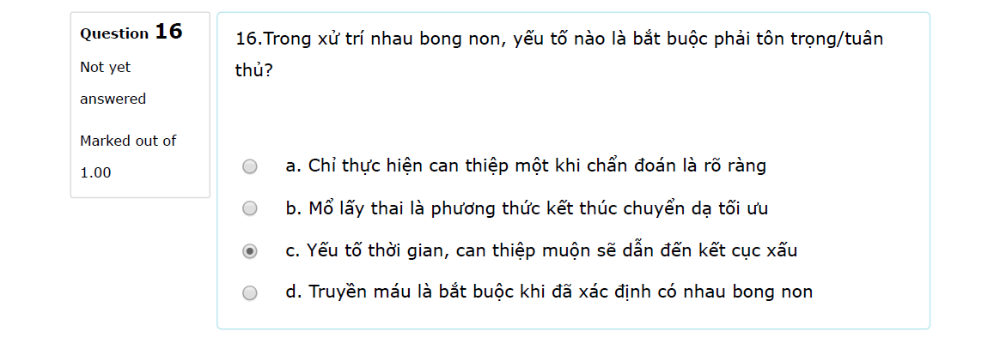 Question 16
Not yet
answered
Marked out of
1.00
16.Trong xử trí nhau bong non, yếu tố nào là bắt buộc phải tôn trọng/tuân
thủ?
a. Chỉ thực hiện can thiệp một khi chẩn đoán là rõ ràng
b. Mổ lấy thai là phương thức kết thúc chuyển dạ tối ưu
c. Yếu tố thời gian, can thiệp muộn sẽ dẫn đến kết cục xấu
d. Truyền máu là bắt buộc khi đã xác định có nhau bong non